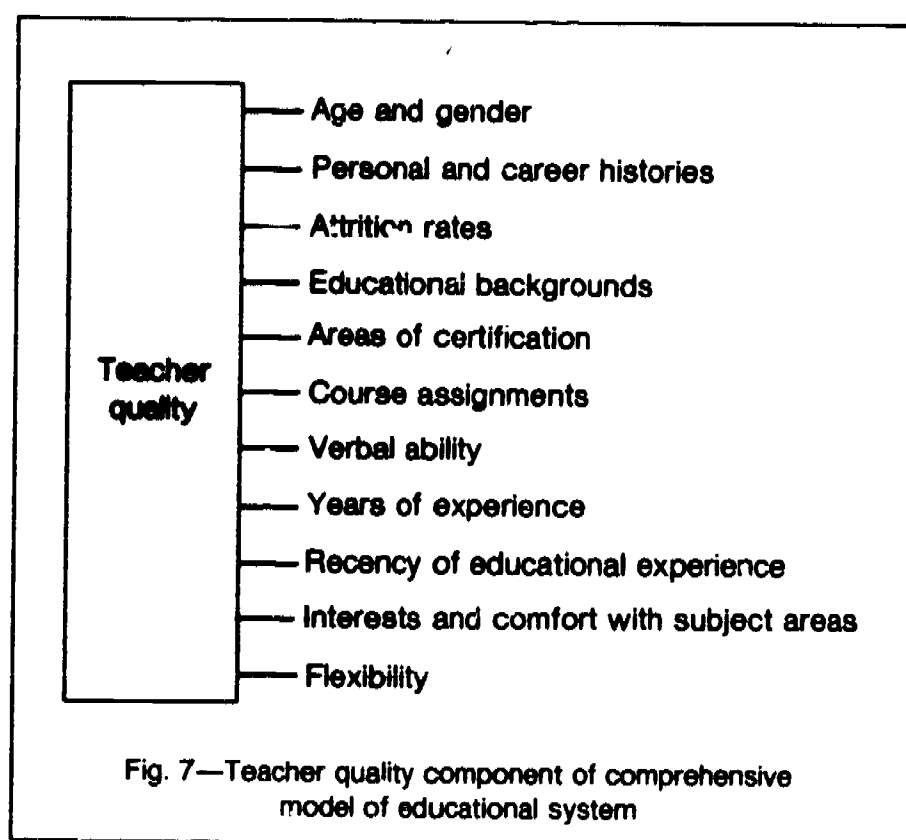 Age and gender
Personal and career histories
Attrition rates
Educational backgrounds
Areas of certification
Teacher
quality
Course assignments
Verbal ability
Years of experience
Recency of educational experience
Interests and comfort with subject areas
Flexibility
Fig. 7—Teacher quality component of comprehensive
model of educational system